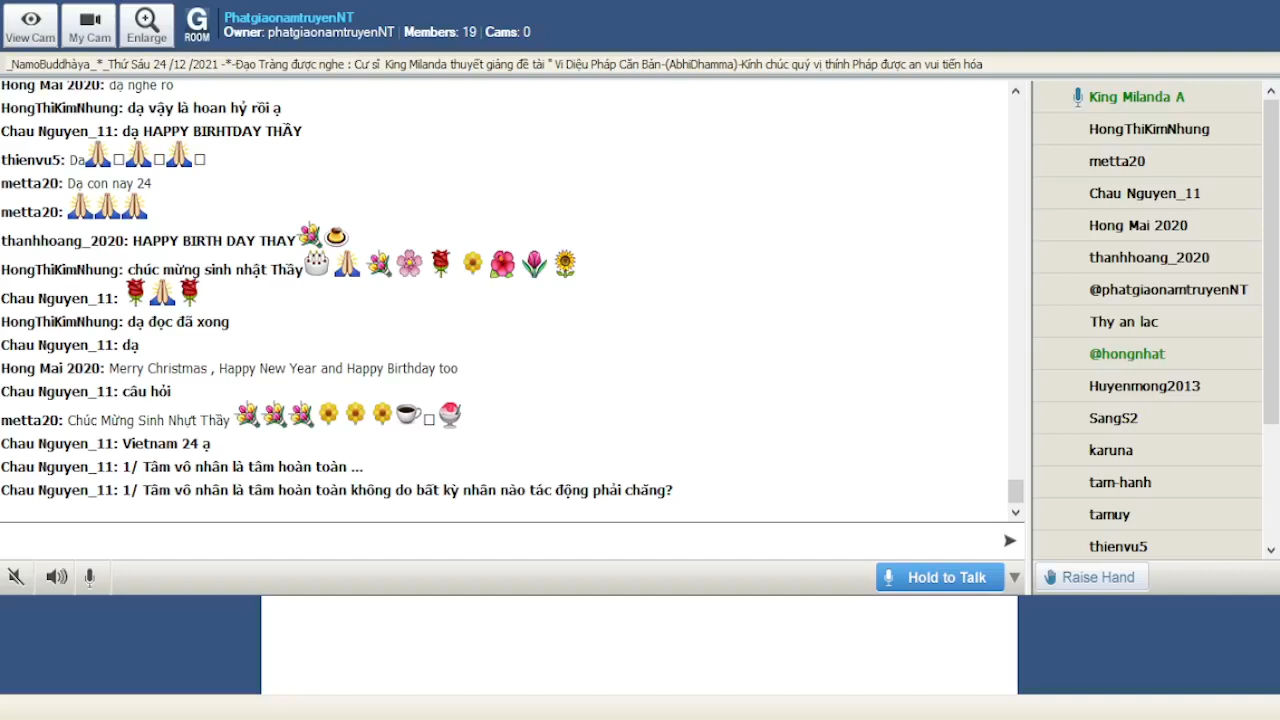 View Cam
My Cam
Enlarge
G
ROOM
PhatgiaonamtruyenNT
Owner: phatgiaonamtruyenNT | Members: 19 | Cams: 0
_NamoBuddhàya_*_Thứ Sáu 24 /12 /2021 -*-Đạo Tràng được nghe : Cư sĩ King Milanda thuyết giảng đề tài " Vi Diệu Pháp Căn Bản-(AbhiDhamma)-Kính chúc quý vị thính Pháp được an vui tiến hóa
Hong Mai 2020: dạ nghe rõ
HongThiKimNhung: dạ vậy là hoan hỷ rồi ạ
Chau Nguyen_11: dạ HAPPY BIRHTDAY THẦY
thienvu5: Dạ
metta20: Dạ con nay 24
metta20:
thanhhoang_2020: HAPPY BIRTH DAY THAY
HongThiKimNhung: chúc mừng sinh nhật Thầy
Chau Nguyen_11:
HongThiKimNhung: dạ đọc đã xong
Chau Nguyen_11: dạ
Hong Mai 2020: Merry Christmas , Happy New Year and Happy Birthday too
Chau Nguyen_11: câu hỏi
metta20: Chúc Mừng Sinh Nhựt Thầy
Chau Nguyen_11: Vietnam 24 ạ
Chau Nguyen_11: 1/ Tâm vô nhân là tâm hoàn toàn ...
Chau Nguyen_11: 1/ Tâm vô nhân là tâm hoàn toàn không do bất kỳ nhân nào tác động phải chăng?
King Milanda A
HongThiKimNhung
metta20
Chau Nguyen_11
Hong Mai 2020
thanhhoang_2020
@phatgiaonamtruyenNT
Thy an lac
@hongnhat
Huyenmong2013
SangS2
karuna
tam-hanh
tamuy
thienvu5
Hold to Talk
Raise Hand